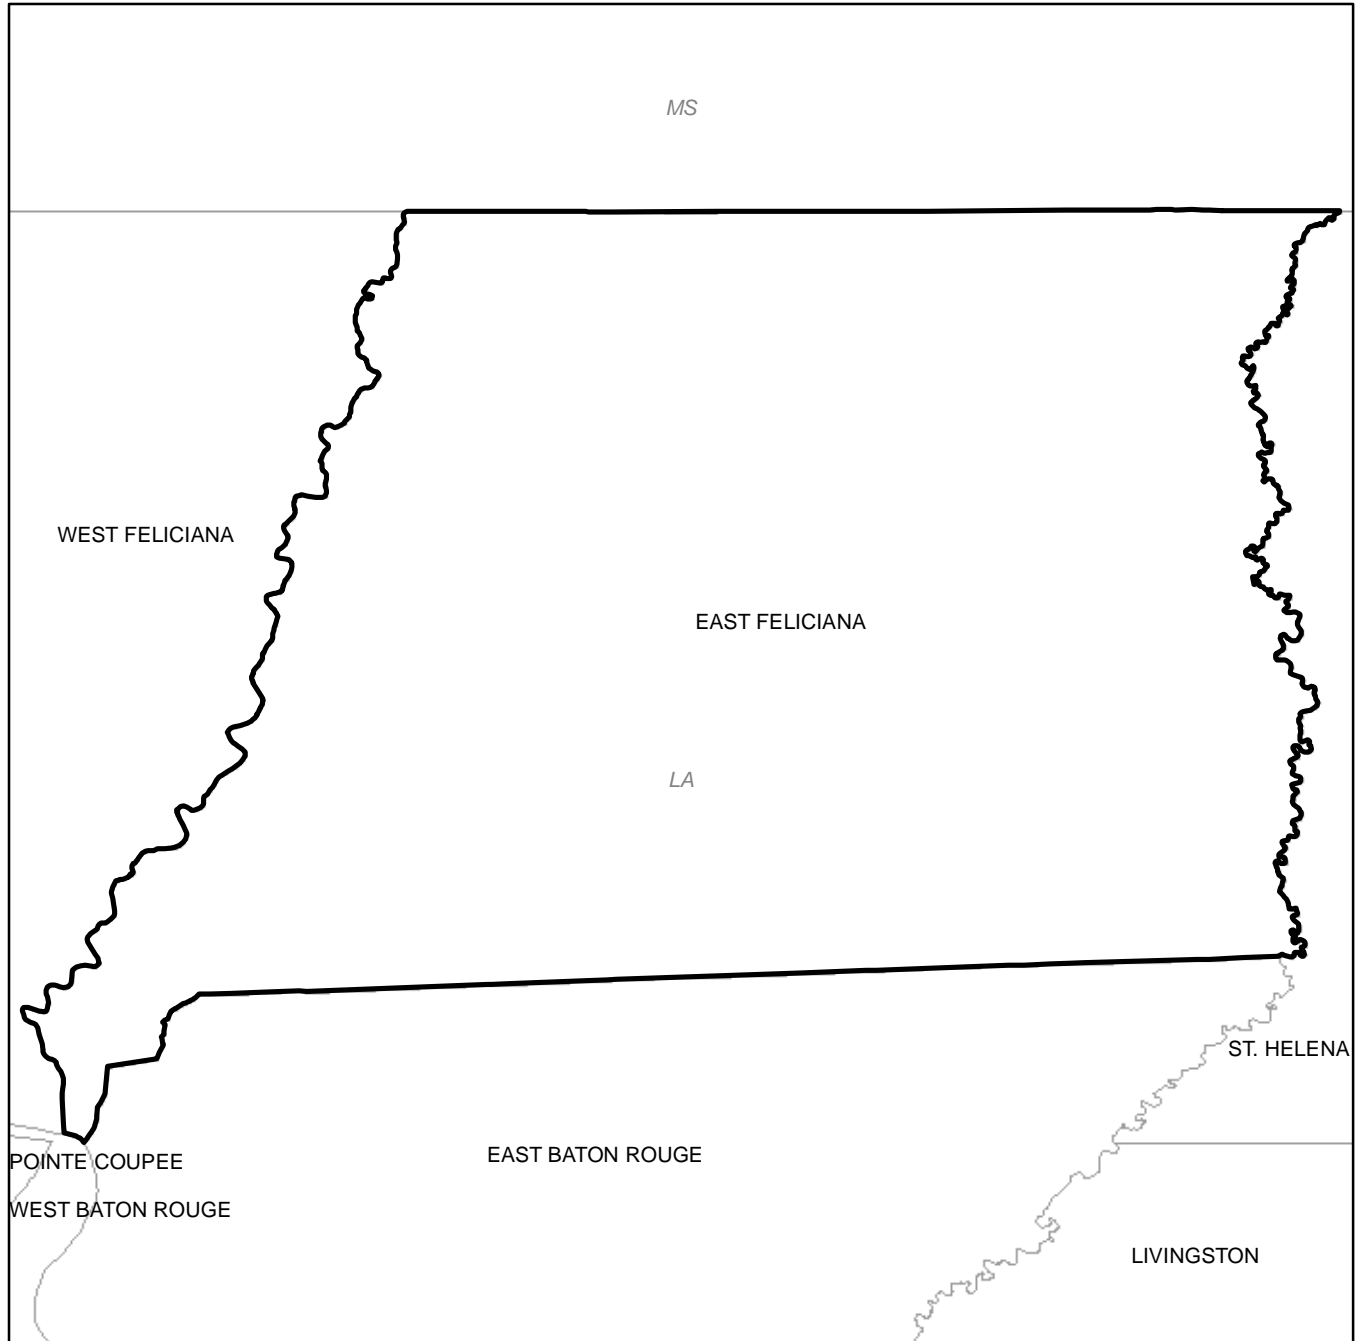 MS
WEST FELICIANA
EAST FELICIANA
LA
ST. HELENA
EAST BATON ROUGE
POINTE COUPEE
WEST BATON ROUGE
LIVINGSTON